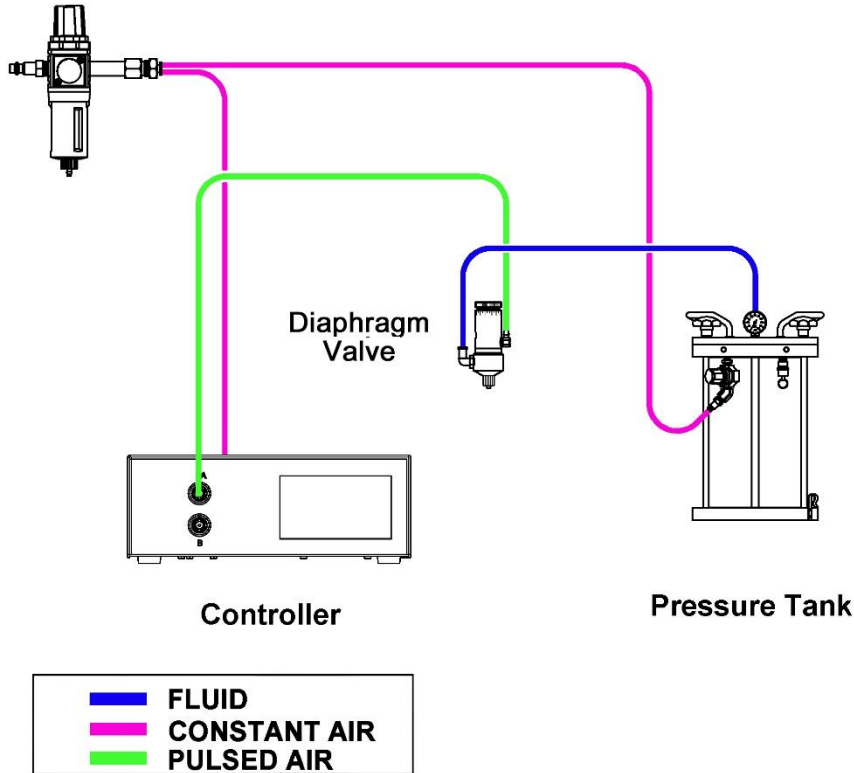 Diaphragm
Valve
A
B
Controller
Pressure Tank
FLUID
CONSTANT AIR
PULSED AIR